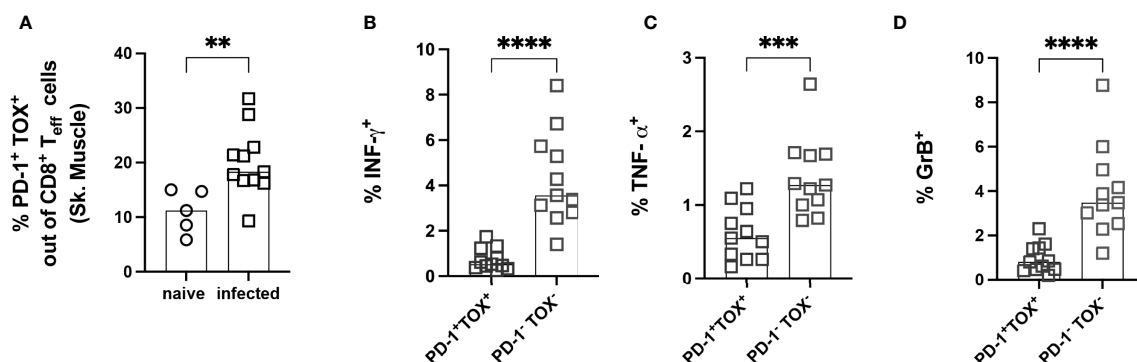 A
% PD-1⁺ TOX⁺
out of CD8⁺ T_eff cells
(Sk. Muscle)
40
30
20
10
0
**
naive
infected
B
% INF-γ⁺
10
8
6
4
2
0
****
PD-1⁺TOX⁺
PD-1⁻ TOX⁻
C
% TNF- α⁺
3
2
1
0
***
PD-1⁺TOX⁺
PD-1⁻ TOX⁻
D
% GrB⁺
10
8
6
4
2
0
****
PD-1⁺TOX⁺
PD-1⁻ TOX⁻